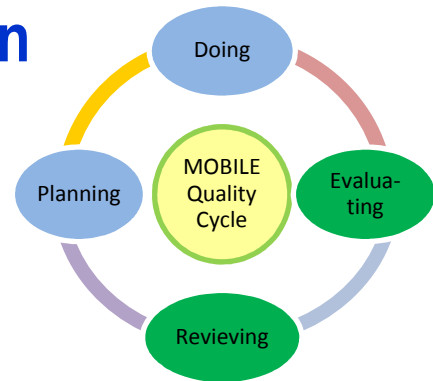 n
Doing
MOBILE
Quality
Cycle
Planning
Evalua-
ting
Revieving